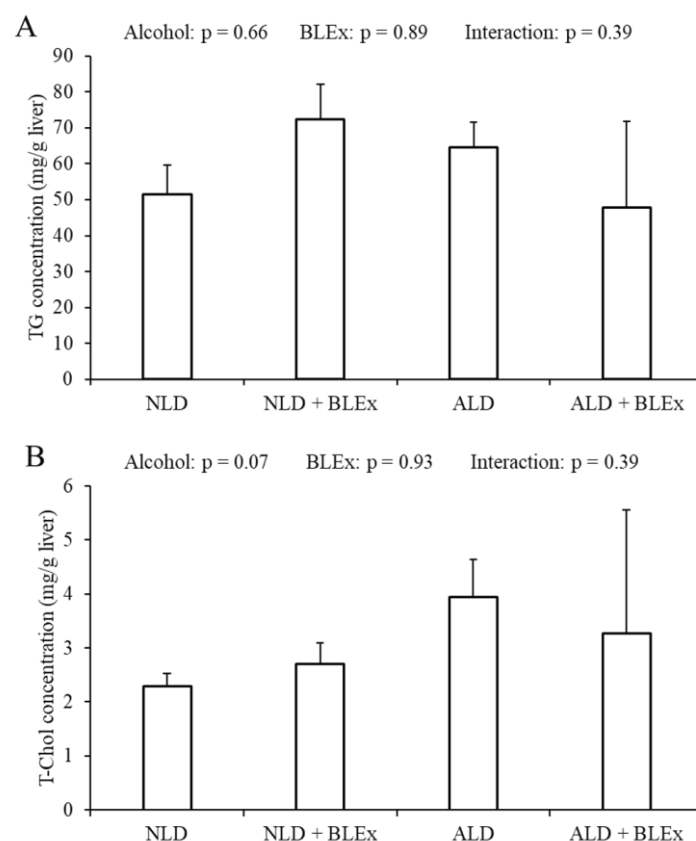 A
Alcohol: p = 0.66 BLEx: p = 0.89 Interaction: p = 0.39
TG concentration (mg/g liver)
90
80
70
60
50
40
30
20
10
0
NLD NLD + BLEx ALD ALD + BLEx
B
Alcohol: p = 0.07 BLEx: p = 0.93 Interaction: p = 0.39
T-Chol concentration (mg/g liver)
6
5
4
3
2
1
0
NLD NLD + BLEx ALD ALD + BLEx